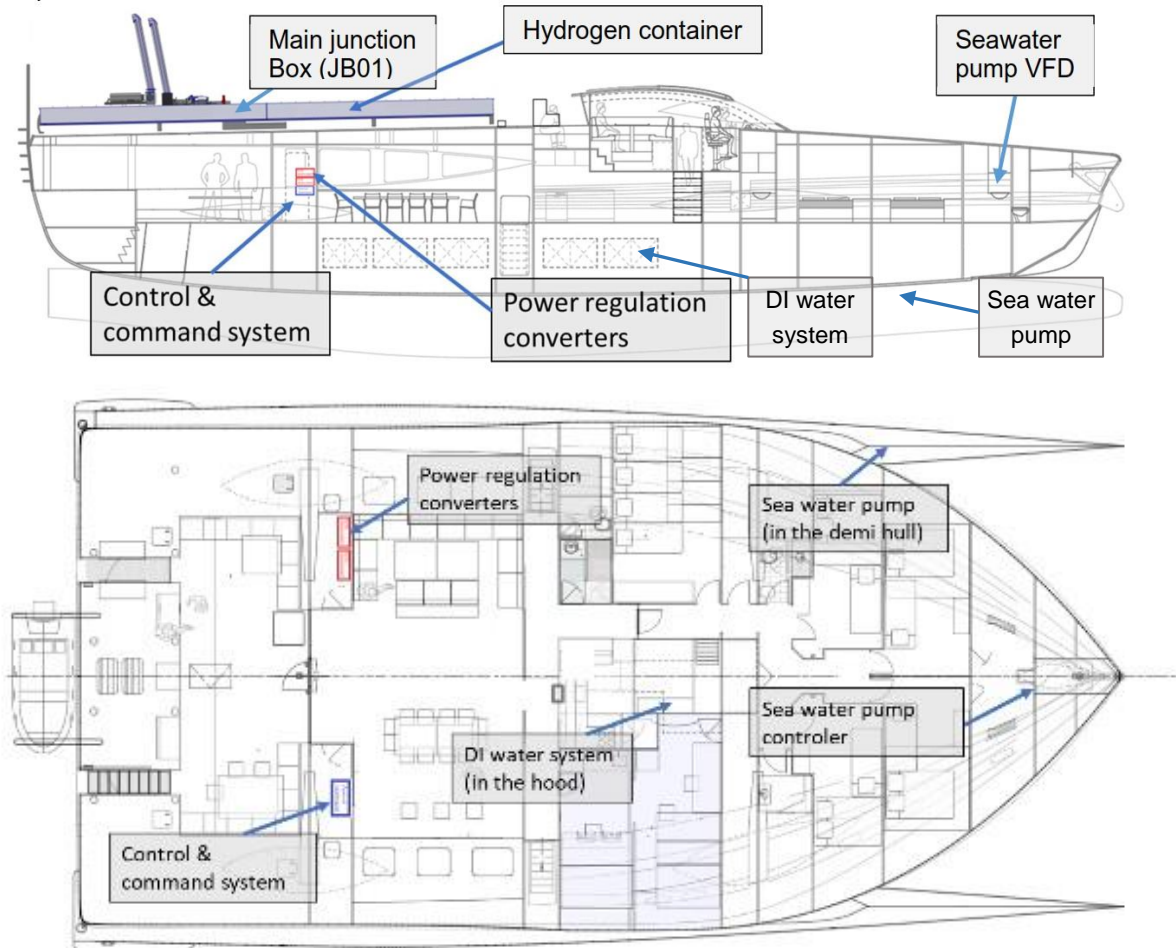 Main junction
Box (JB01)
Hydrogen container
Seawater
pump VFD
Control &
command system
Power regulation
converters
DI water
system
Sea water
pump
Power regulation
converters
Sea water pump
(in the demi hull)
DI water system
(in the hood)
Sea water pump
controler
Control &
command system